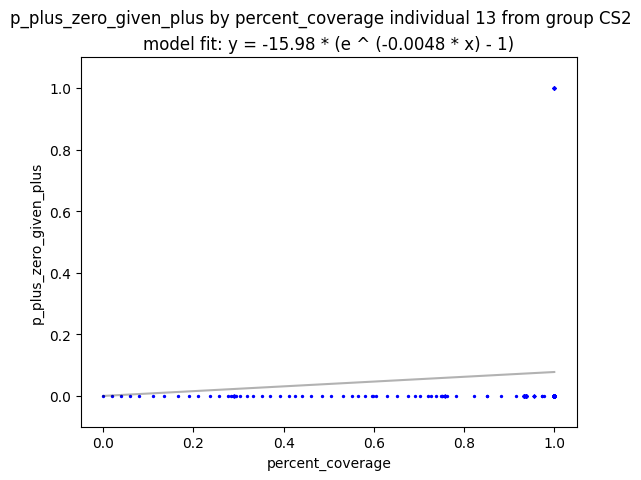 p_plus_zero_given_plus by percent_coverage individual 13 from group CS2
model fit: y = -15.98 * (e ^ (-0.0048 * x) - 1)
1.0
0.8
0.6
0.4
0.2
0.0
p_plus_zero_given_plus
0.0 0.2 0.4 0.6 0.8 1.0
percent_coverage